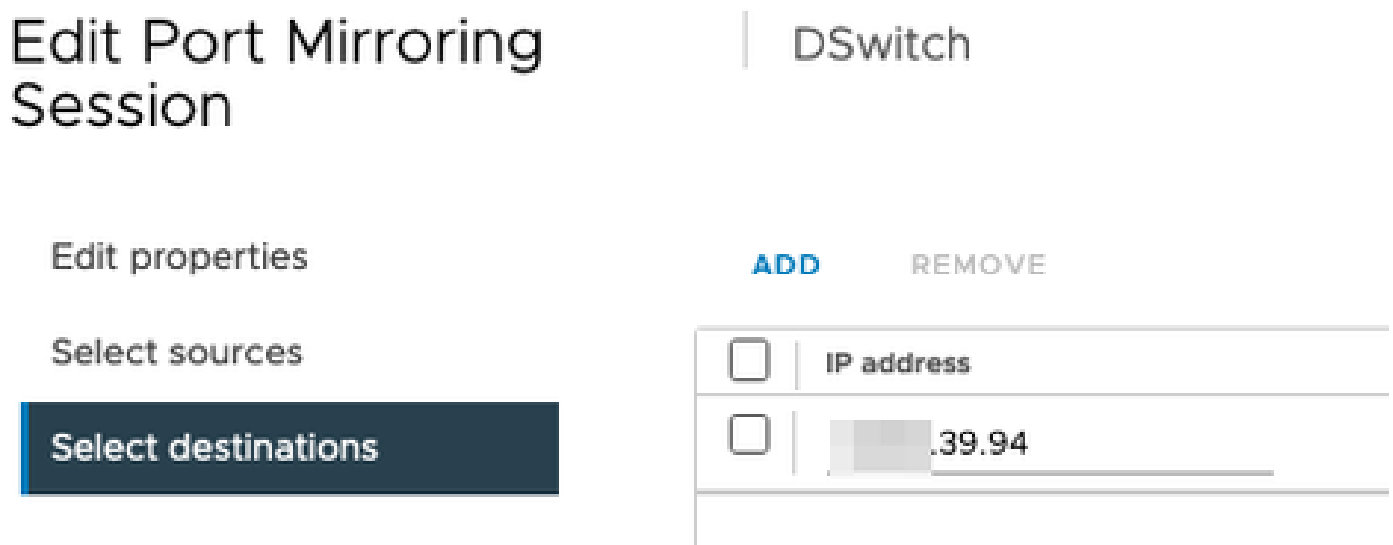 Edit Port Mirroring
Session
DSwitch
Edit properties
Select sources
Select destinations
ADD REMOVE
IP address
.39.94